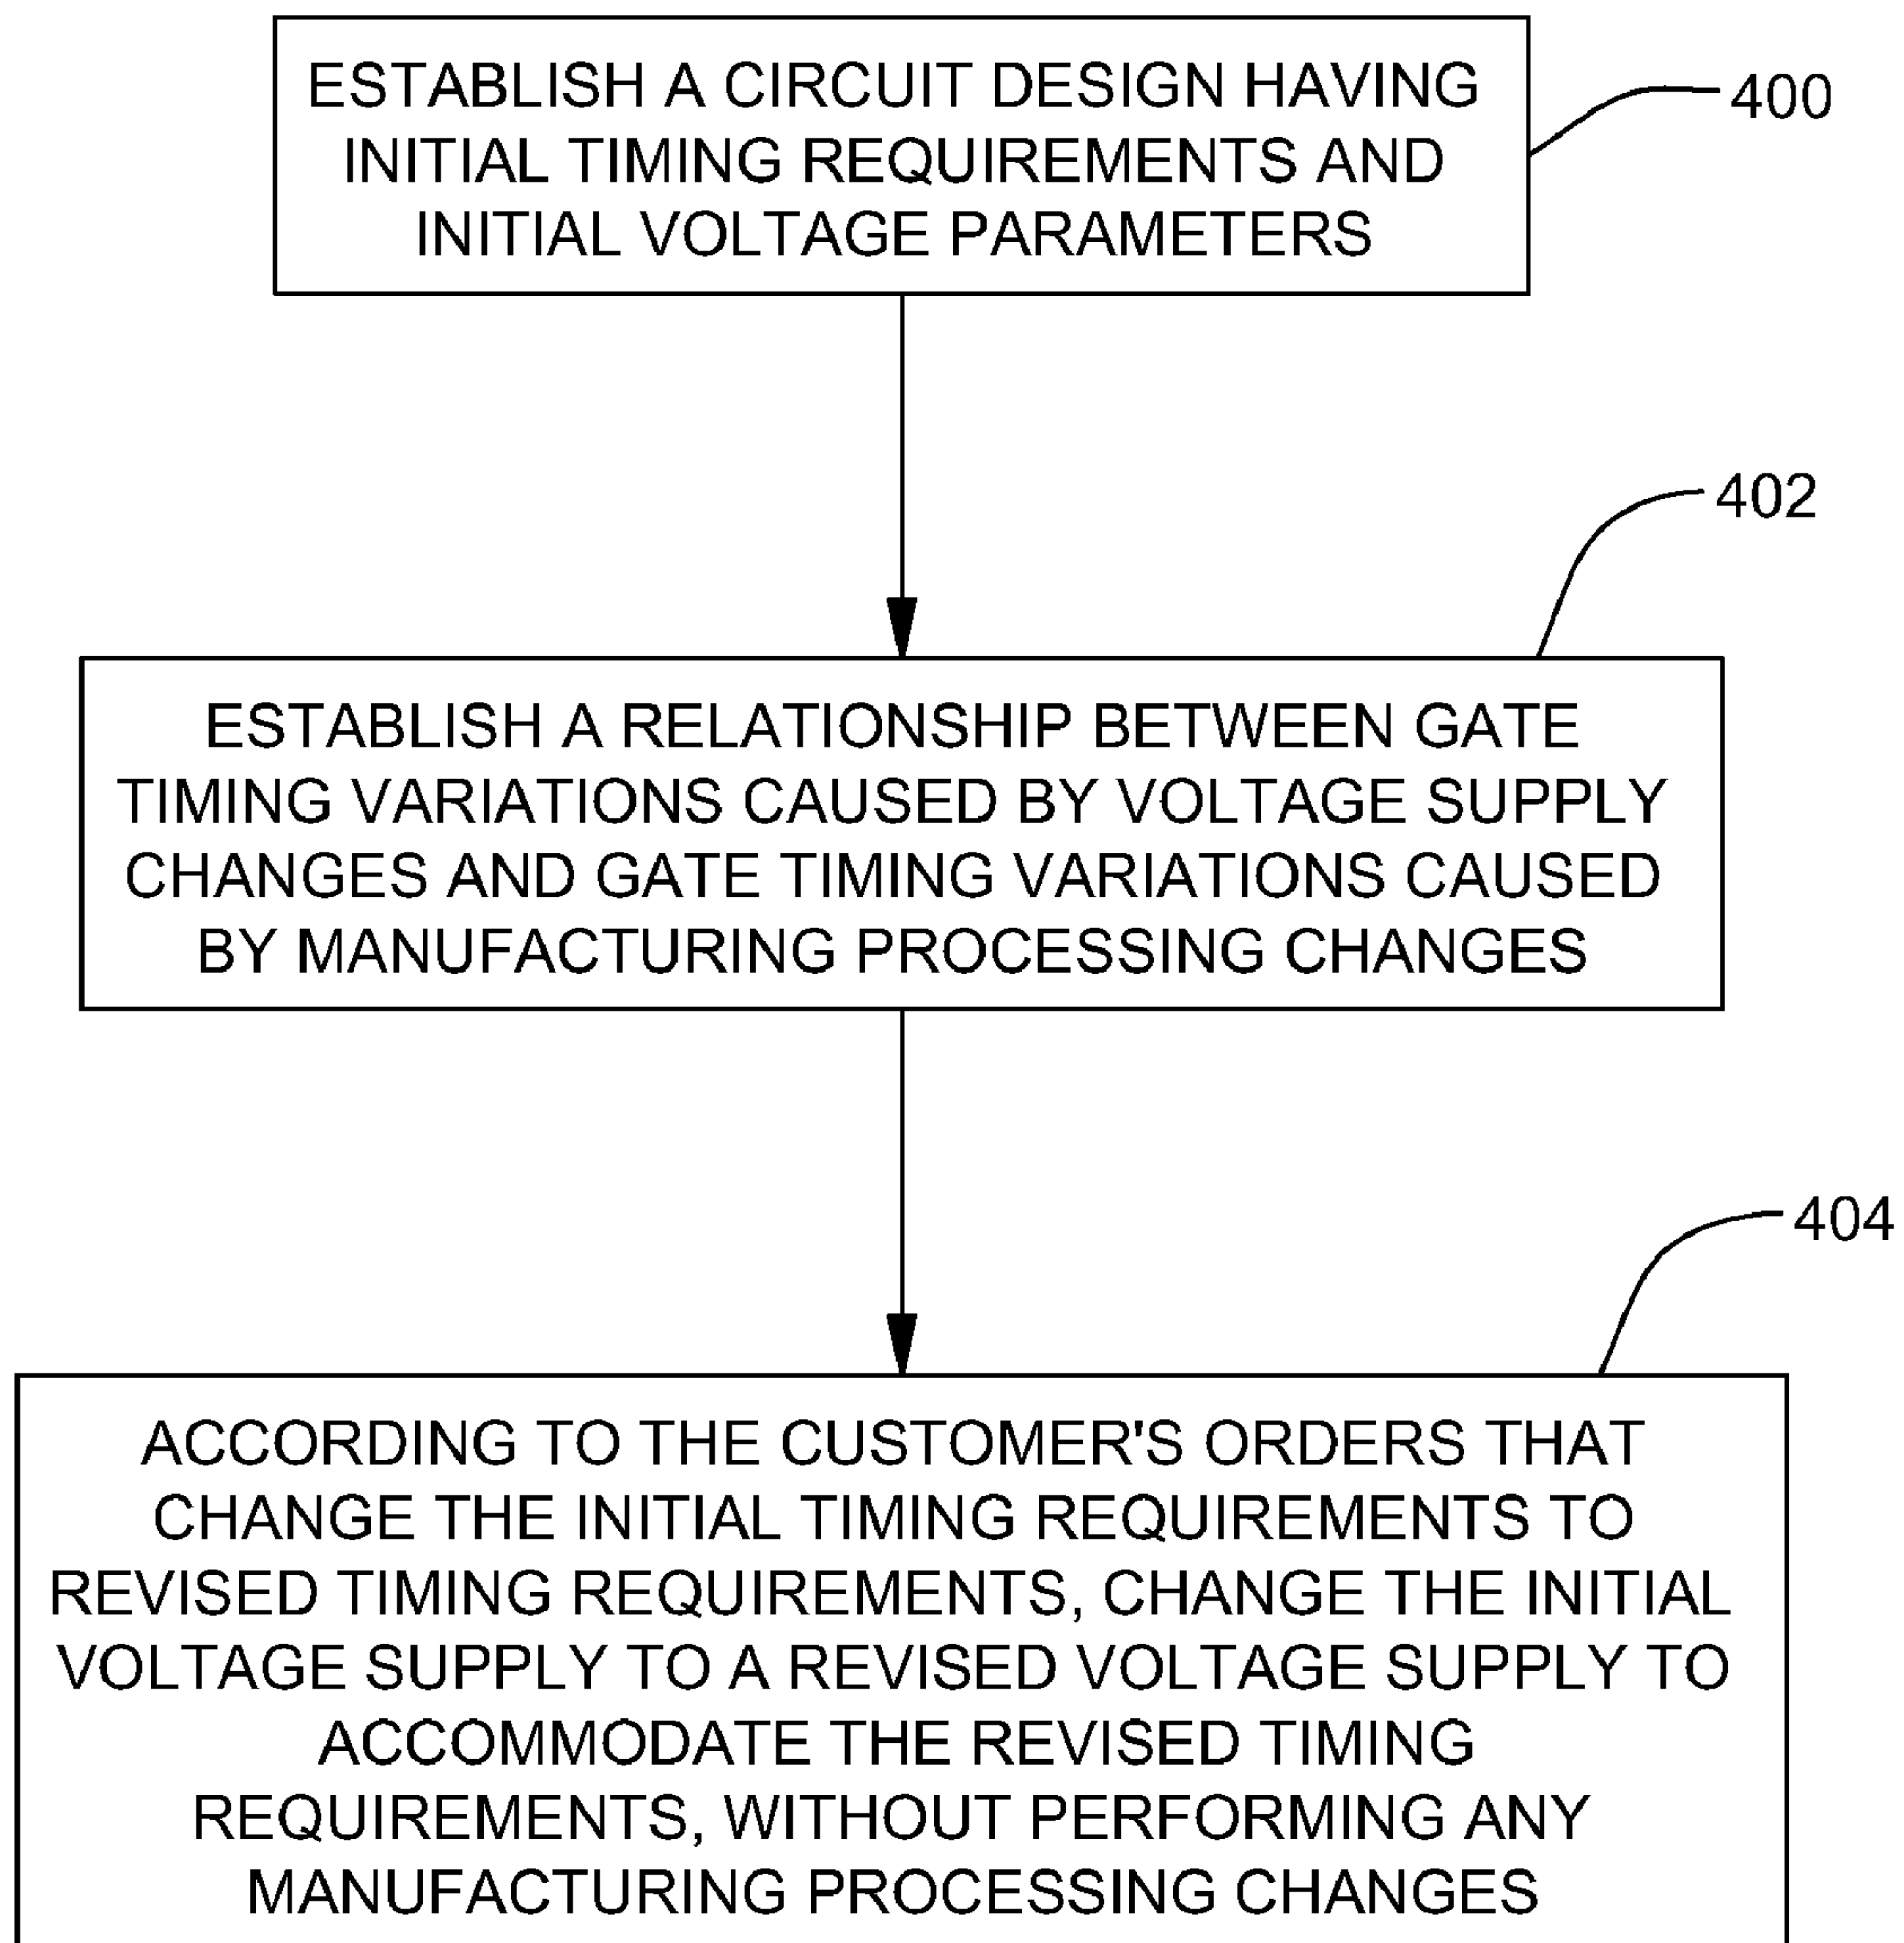 ESTABLISH A CIRCUIT DESIGN HAVING
INITIAL TIMING REQUIREMENTS AND
INITIAL VOLTAGE PARAMETERS
400
402
ESTABLISH A RELATIONSHIP BETWEEN GATE
TIMING VARIATIONS CAUSED BY VOLTAGE SUPPLY
CHANGES AND GATE TIMING VARIATIONS CAUSED
BY MANUFACTURING PROCESSING CHANGES
404
ACCORDING TO THE CUSTOMER'S ORDERS THAT
CHANGE THE INITIAL TIMING REQUIREMENTS TO
REVISED TIMING REQUIREMENTS, CHANGE THE INITIAL
VOLTAGE SUPPLY TO A REVISED VOLTAGE SUPPLY TO
ACCOMMODATE THE REVISED TIMING
REQUIREMENTS, WITHOUT PERFORMING ANY
MANUFACTURING PROCESSING CHANGES